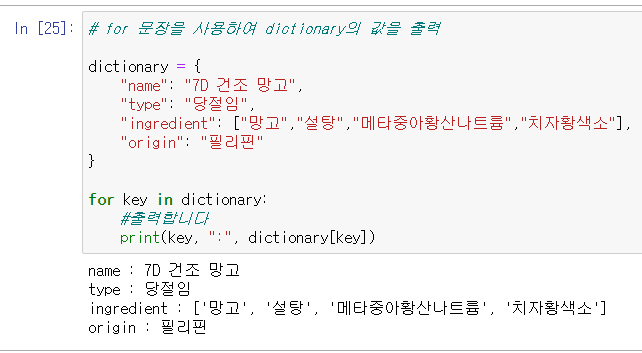 In [25]:
# for 문장을 사용하여 dictionary의 값을 출력
dictionary = {
"name": "7D 건조 망고",
"type": "당절임",
"ingredient": ["망고","설탕","메타중아황산나트륨","치자황색소"],
"origin": "필리핀"
}
for key in dictionary:
#출력합니다
print(key, ":", dictionary[key])
name : 7D 건조 망고
type : 당절임
ingredient : ['망고', '설탕', '메타중아황산나트륨', '치자황색소']
origin : 필리핀